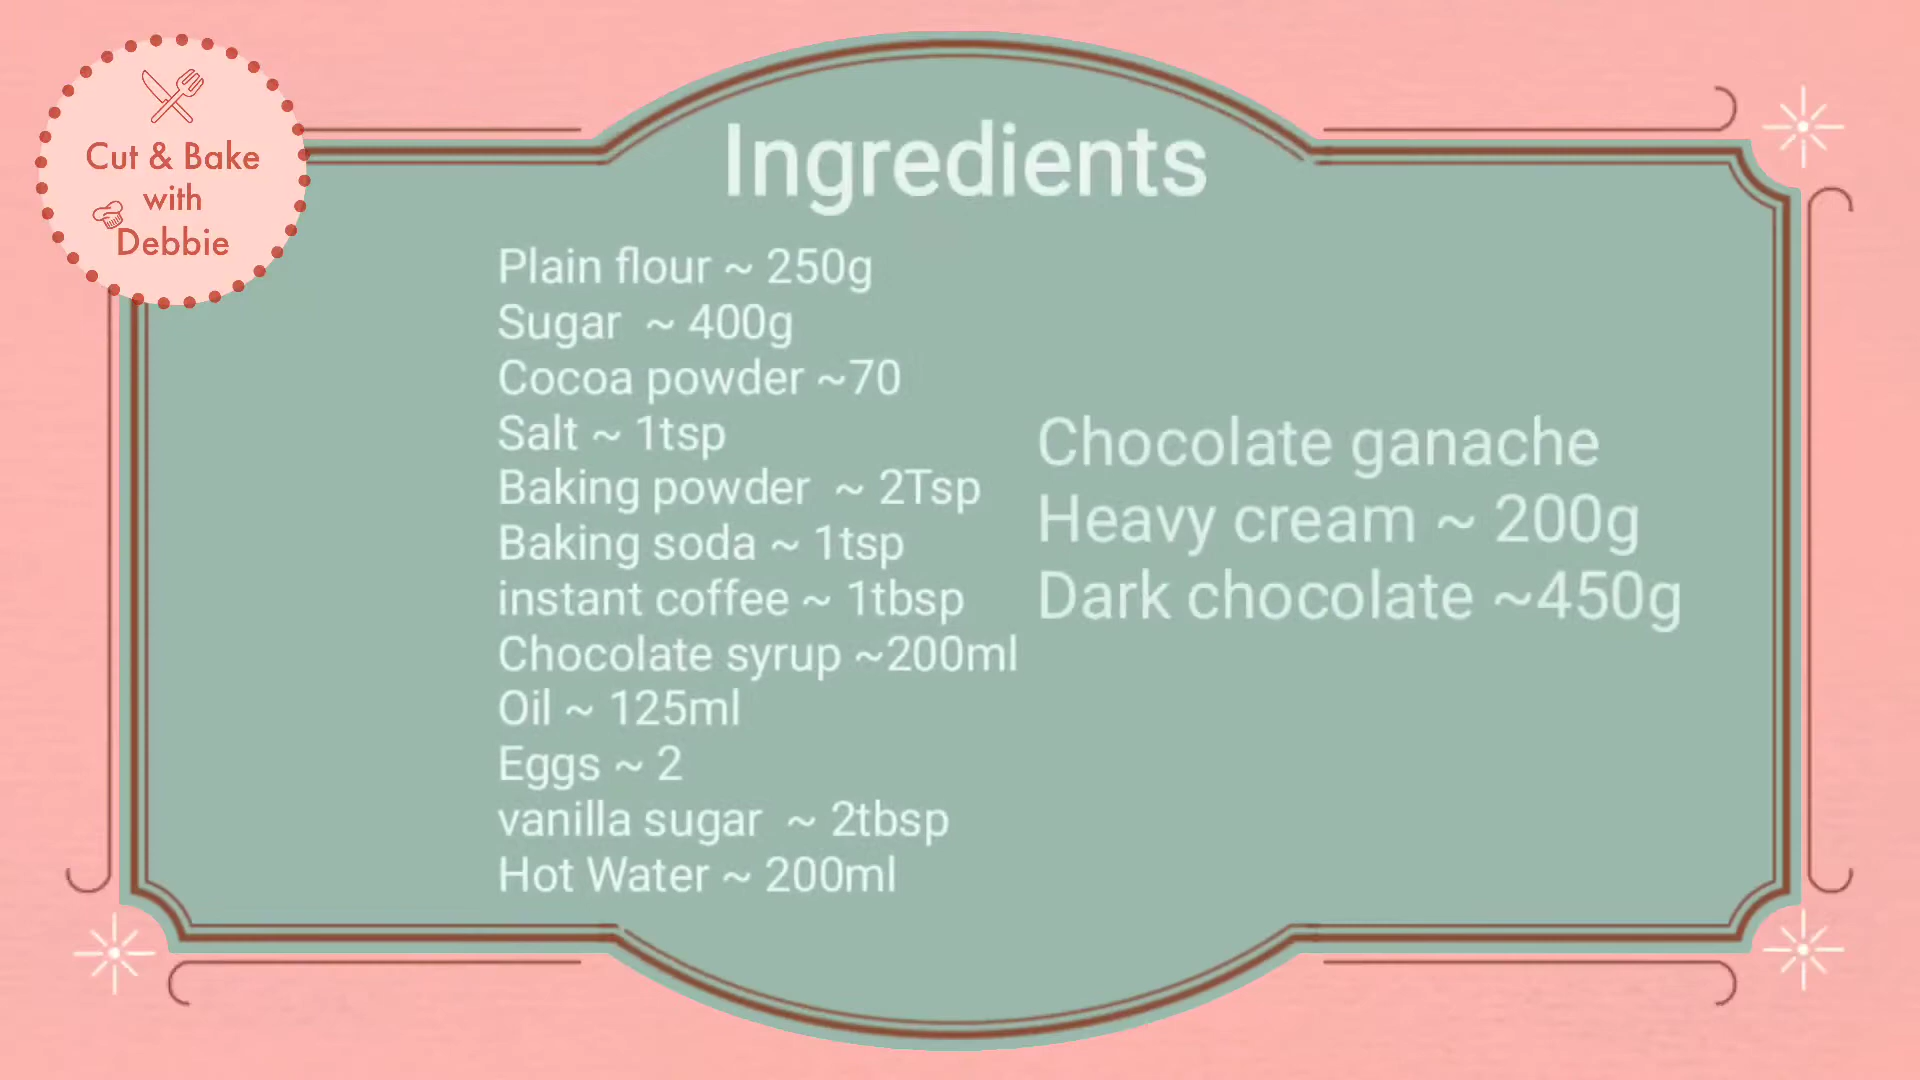 Cut & Bake
with
Debbie
Ingredients
Plain flour ~ 250g
Sugar  ~ 400g
Cocoa powder ~70
Salt ~ 1tsp
Baking powder  ~ 2Tsp
Baking soda ~ 1tsp
instant coffee ~ 1tbsp
Chocolate syrup ~200ml
Oil ~ 125ml
Eggs ~ 2
vanilla sugar  ~ 2tbsp
Hot Water ~ 200ml
Chocolate ganache
Heavy cream ~ 200g
Dark chocolate ~450g